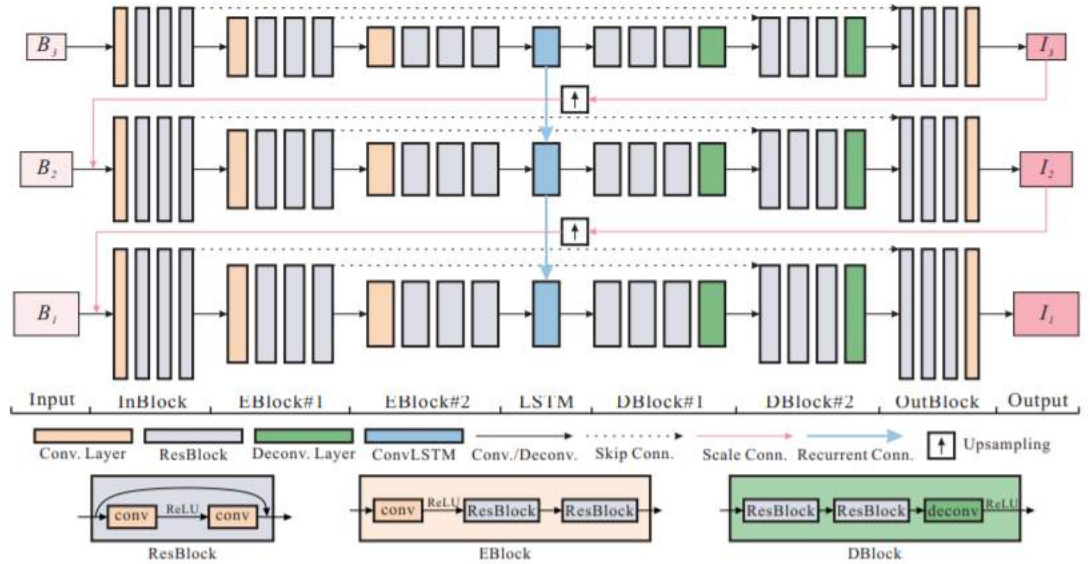 B₃
I₃
B₂
I₂
B₁
I₁
Input InBlock EBlock#1 EBlock#2 LSTM DBlock#1 DBlock#2 OutBlock Output
Conv. Layer ResBlock Deconv. Layer ConvLSTM Conv./Deconv. Skip Conn. Scale Conn. Recurrent Conn. Upsampling
conv ReLU conv
ResBlock
conv ReLU ResBlock ResBlock
EBlock
ResBlock ResBlock deconv ReLU
DBlock